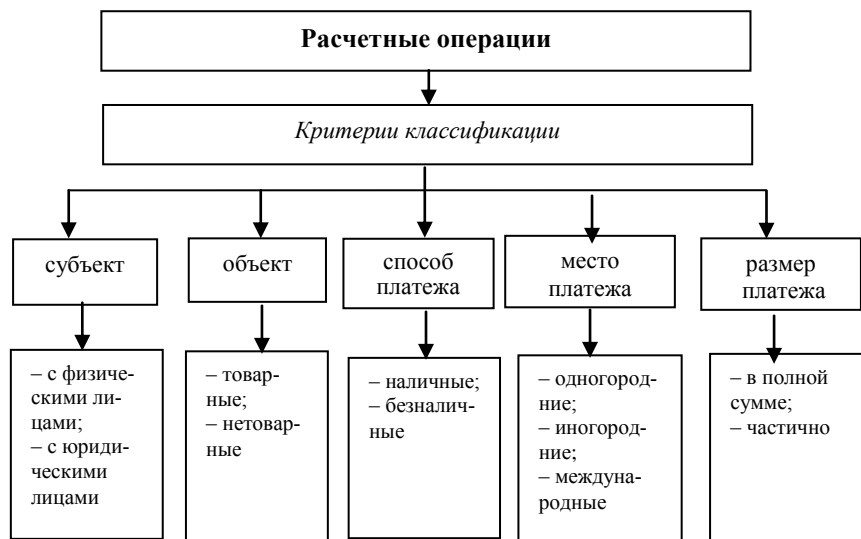 Расчетные операции
Критерии классификации
субъект
объект
способ
платежа
место
платежа
размер
платежа
– с физиче-
скими ли-
цами;
– с юриди-
ческими
лицами
– товар-
ные;
– нетовар-
ные
– наличные;
– безналич-
ные
– одногород-
ние;
– иногород-
ние;
– междуна-
родные
– в полной
сумме;
– частично